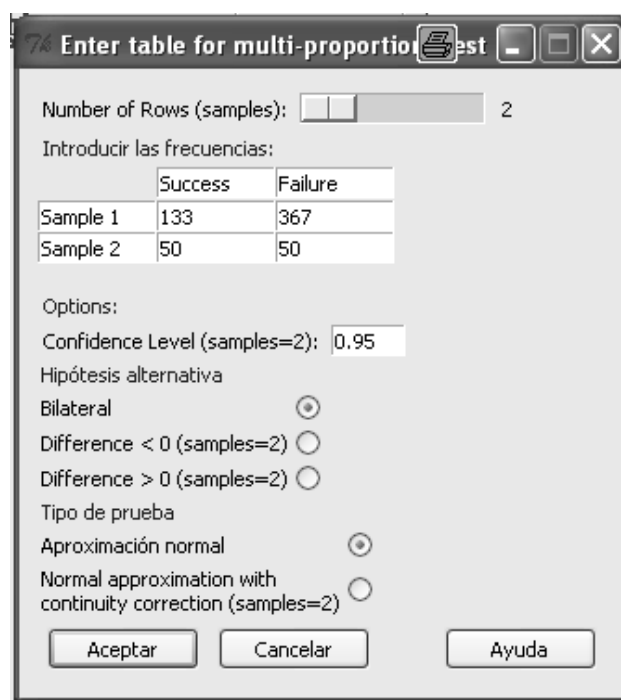 Enter table for multi-proportion est
Number of Rows (samples): 2
Introducir las frecuencias:
Success Failure
Sample 1 133 367
Sample 2 50 50
Options:
Confidence Level (samples=2): 0.95
Hipótesis alternativa
Bilateral
Difference < 0 (samples=2)
Difference > 0 (samples=2)
Tipo de prueba
Aproximación normal
Normal approximation with
continuity correction (samples=2)
Aceptar Cancelar Ayuda